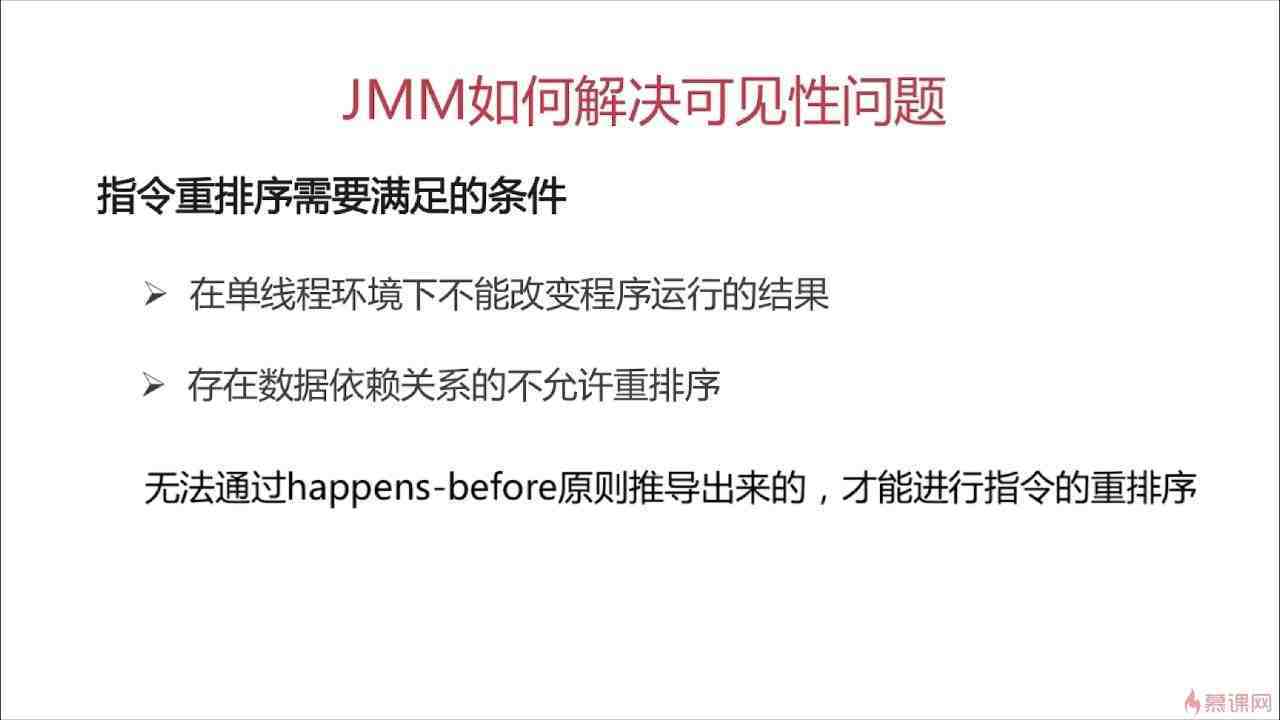 JMM如何解决可见性问题
指令重排序需要满足的条件
在单线程环境下不能改变程序运行的结果
存在数据依赖关系的不允许重排序
无法通过happens-before原则推导出来的，才能进行指令的重排序
慕课网